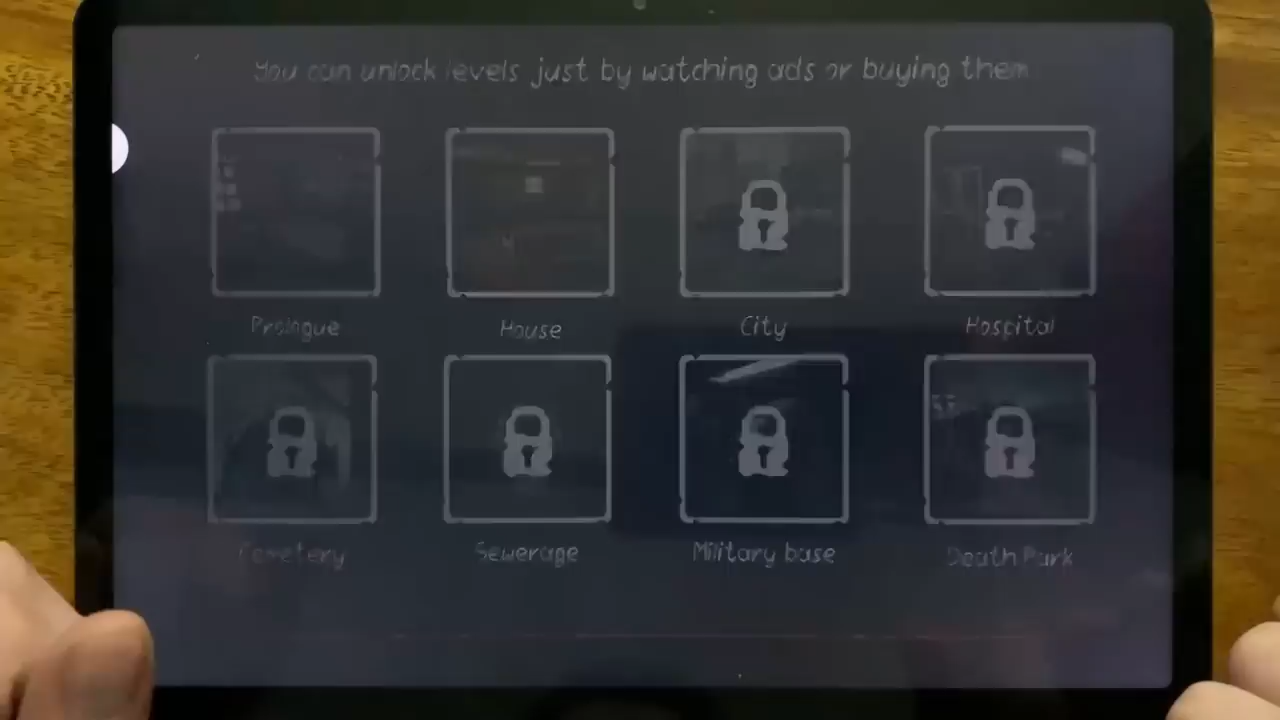 You can unlock levels just by watching ads or buying them
Prologue House City Hospital
Cemetery Sewerage Military base Death Park